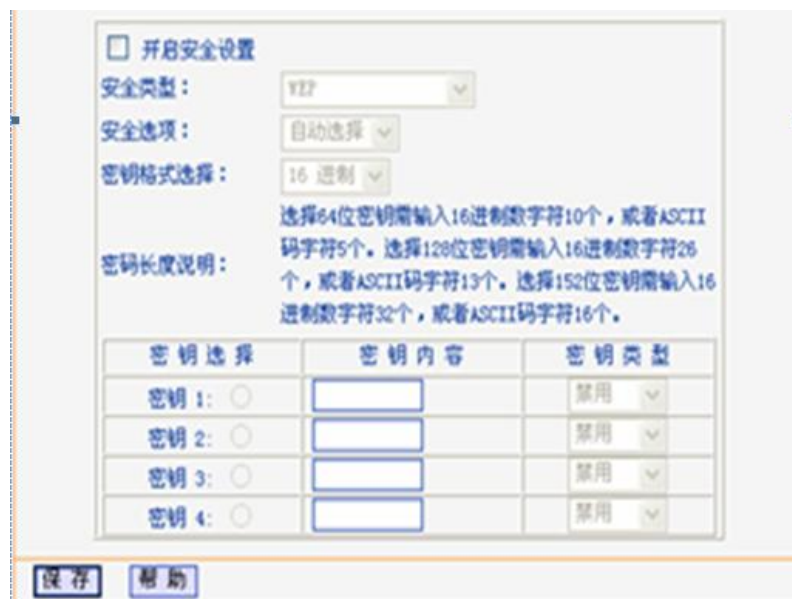 开启安全设置
安全类型: WEP
安全选项: 自动选择
密钥格式选择: 16 进制
密码长度说明:
选择64位密钥需输入16进制数字符10个,或者ASCII
码字符5个。选择128位密钥需输入16进制数字符26
个,或者ASCII码字符13个。选择152位密钥需输入16
进制数字符32个,或者ASCII码字符16个。
密钥选择 密钥内容 密钥类型
密钥 1: 禁用
密钥 2: 禁用
密钥 3: 禁用
密钥 4: 禁用
保存 帮助